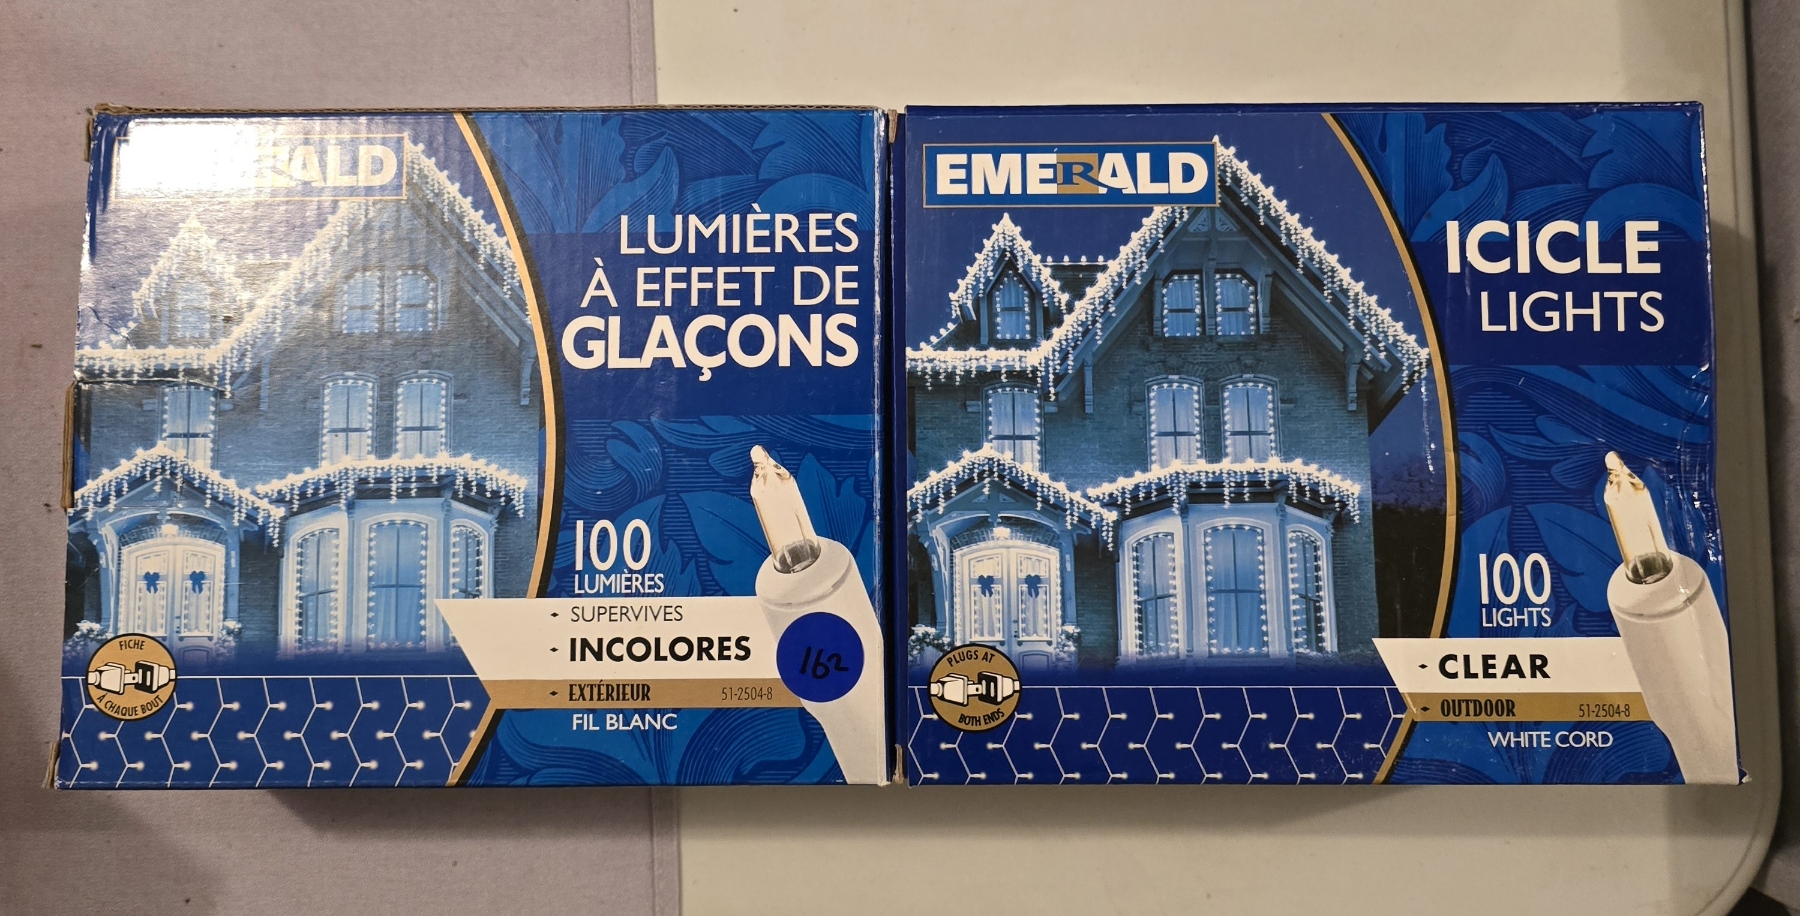 EMERALD
LUMIÈRES
À EFFET DE
GLAÇONS
100
LUMIÈRES
• SUPERVIVES
• INCOLORES
• EXTÉRIEUR 51-2504-8
FIL BLANC
162
FICHE
À CHAQUE BOUT
EMERALD
ICICLE
LIGHTS
100
LIGHTS
• CLEAR
• OUTDOOR 51-2504-8
WHITE CORD
PLUGS AT
BOTH ENDS